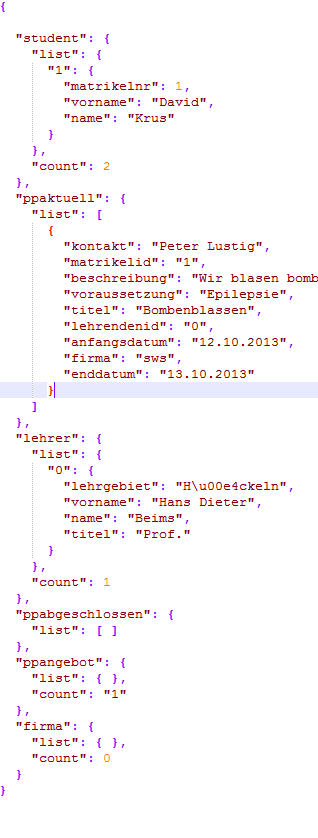 {
"student": {
"list": {
"1": {
"matrikelnr": 1,
"vorname": "David",
"name": "Krus"
}
},
"count": 2
},
"ppaktuell": {
"list": [
{
"kontakt": "Peter Lustig",
"matrikelid": "1",
"beschreibung": "Wir blasen bomb
"voraussetzung": "Epilepsie",
"titel": "Bombenblassen",
"lehrendenid": "0",
"anfangsdatum": "12.10.2013",
"firma": "sws",
"enddatum": "13.10.2013"
}
]
},
"lehrer": {
"list": {
"0": {
"lehrgebiet": "H\u00e4ckeln",
"vorname": "Hans Dieter",
"name": "Beims",
"titel": "Prof."
}
},
"count": 1
},
"ppabgeschlossen": {
"list": [ ]
},
"ppangebot": {
"list": { },
"count": "1"
},
"firma": {
"list": { },
"count": 0
}
}